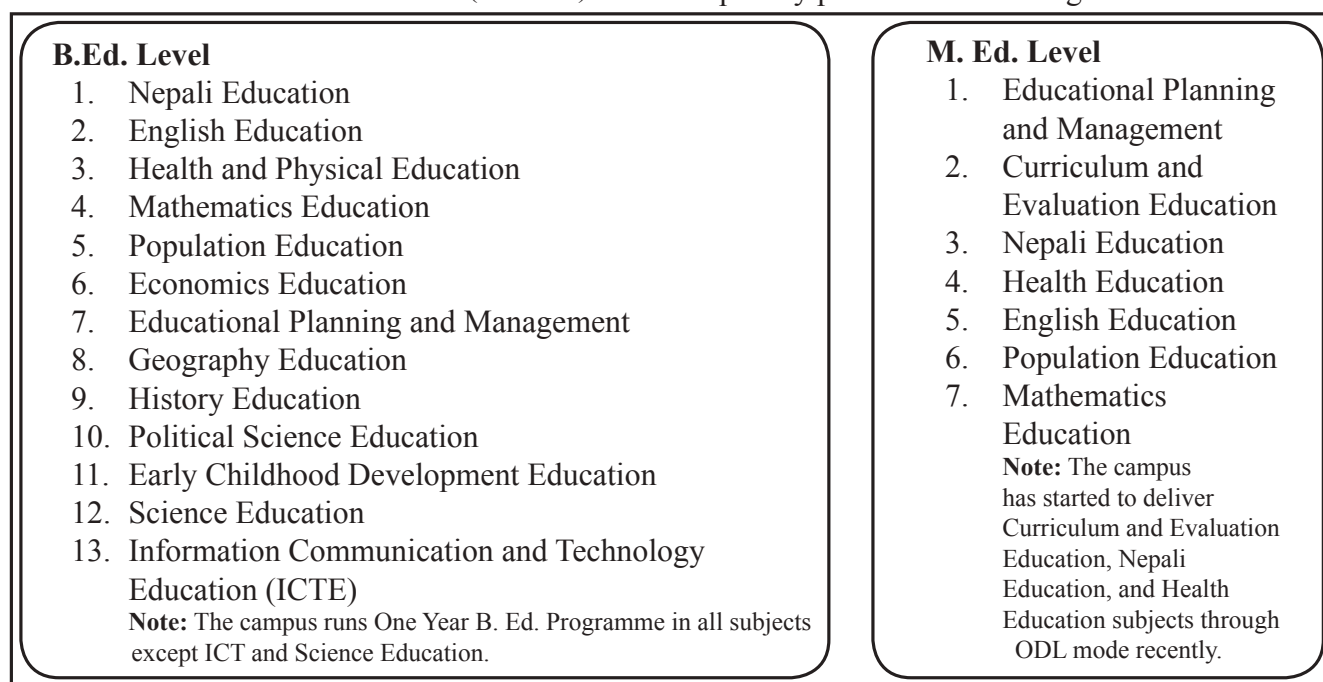 B.Ed. Level
1. Nepali Education
2. English Education
3. Health and Physical Education
4. Mathematics Education
5. Population Education
6. Economics Education
7. Educational Planning and Management
8. Geography Education
9. History Education
10. Political Science Education
11. Early Childhood Development Education
12. Science Education
13. Information Communication and Technology
Education (ICTE)
Note: The campus runs One Year B. Ed. Programme in all subjects
except ICT and Science Education.
M. Ed. Level
1. Educational Planning
and Management
2. Curriculum and
Evaluation Education
3. Nepali Education
4. Health Education
5. English Education
6. Population Education
7. Mathematics
Education
Note: The campus
has started to deliver
Curriculum and Evaluation
Education, Nepali
Education, and Health
Education subjects through
ODL mode recently.